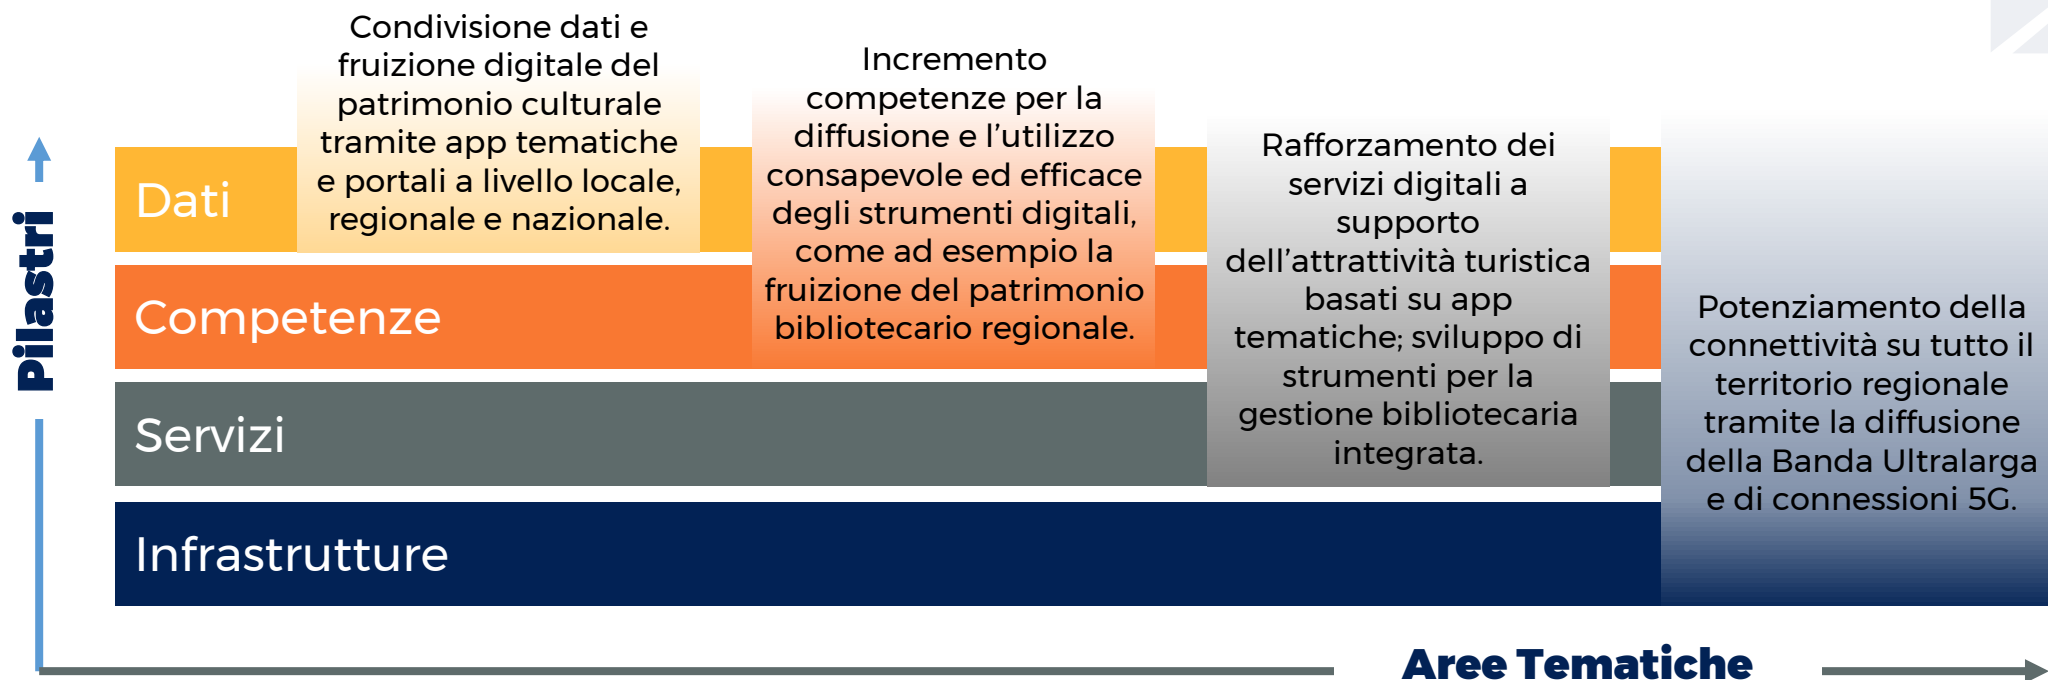 Condivisione dati e
fruizione digitale del
patrimonio culturale
tramite app tematiche
e portali a livello locale,
regionale e nazionale.
Incremento
competenze per la
diffusione e l’utilizzo
consapevole ed efficace
degli strumenti digitali,
come ad esempio la
fruizione del patrimonio
bibliotecario regionale.
Rafforzamento dei
servizi digitali a
supporto
dell’attrattività turistica
basati su app
tematiche; sviluppo di
strumenti per la
gestione bibliotecaria
integrata.
Potenziamento della
connettività su tutto il
territorio regionale
tramite la diffusione
della Banda Ultralarga
e di connessioni 5G.
Pilastri
Dati
Competenze
Servizi
Infrastrutture
Aree Tematiche